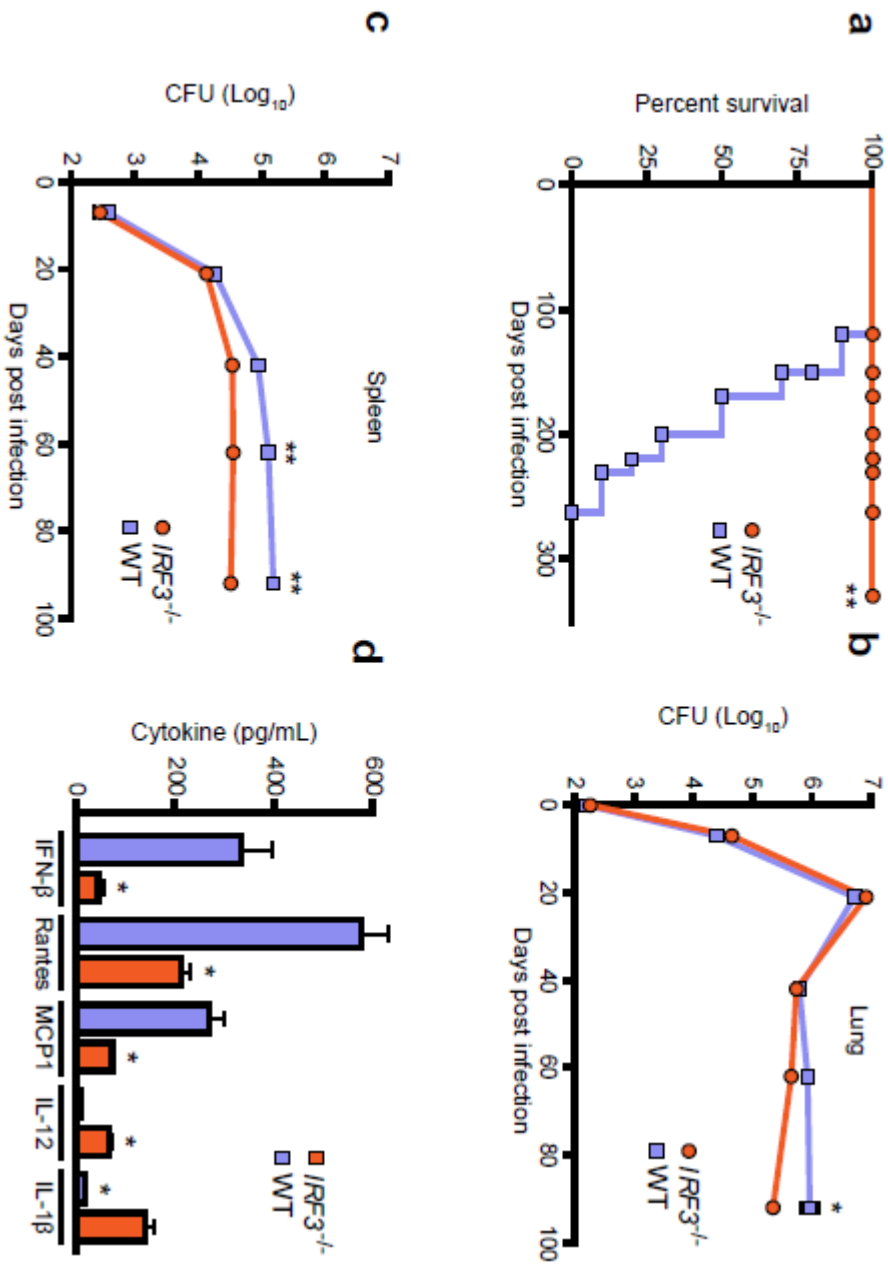 a
Percent survival
100
75
50
25
0
0
100
200
300
Days post infection
**
IRF3-/-
WT
b
Lung
CFU (Log10)
7
6
5
4
3
2
0
20
40
60
80
100
Days post infection
*
IRF3-/-
WT
c
Spleen
CFU (Log10)
7
6
5
4
3
2
0
20
40
60
80
100
Days post infection
**
**
IRF3-/-
WT
d
Cytokine (pg/mL)
6000
4000
2000
0
IFN-β
Rantes
MCP1
IL-12
IL-1β
*
*
*
*
*
IRF3-/-
WT